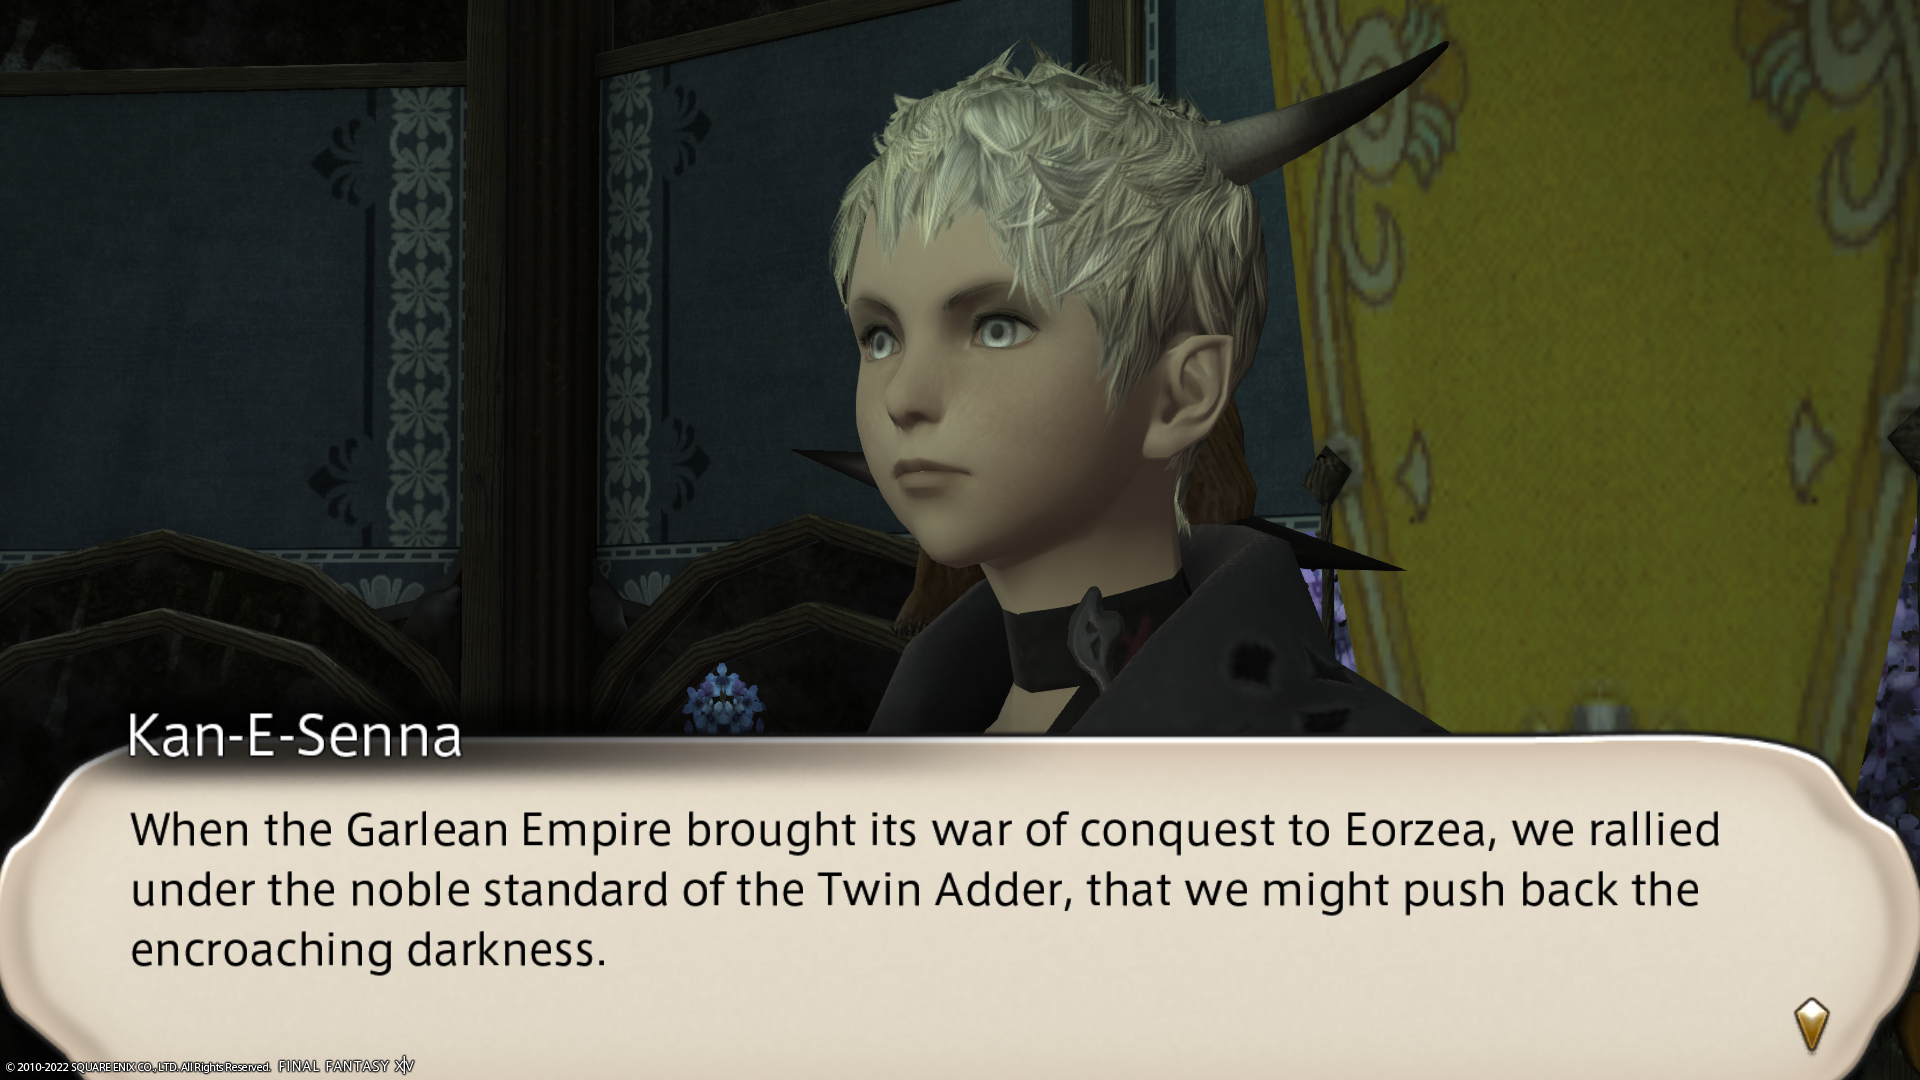 Kan-E-Senna
When the Garlean Empire brought its war of conquest to Eorzea, we rallied
under the noble standard of the Twin Adder, that we might push back the
encroaching darkness.
© 2010-2022 SQUARE ENIX CO., LTD. All Rights Reserved. FINAL FANTASY XIV